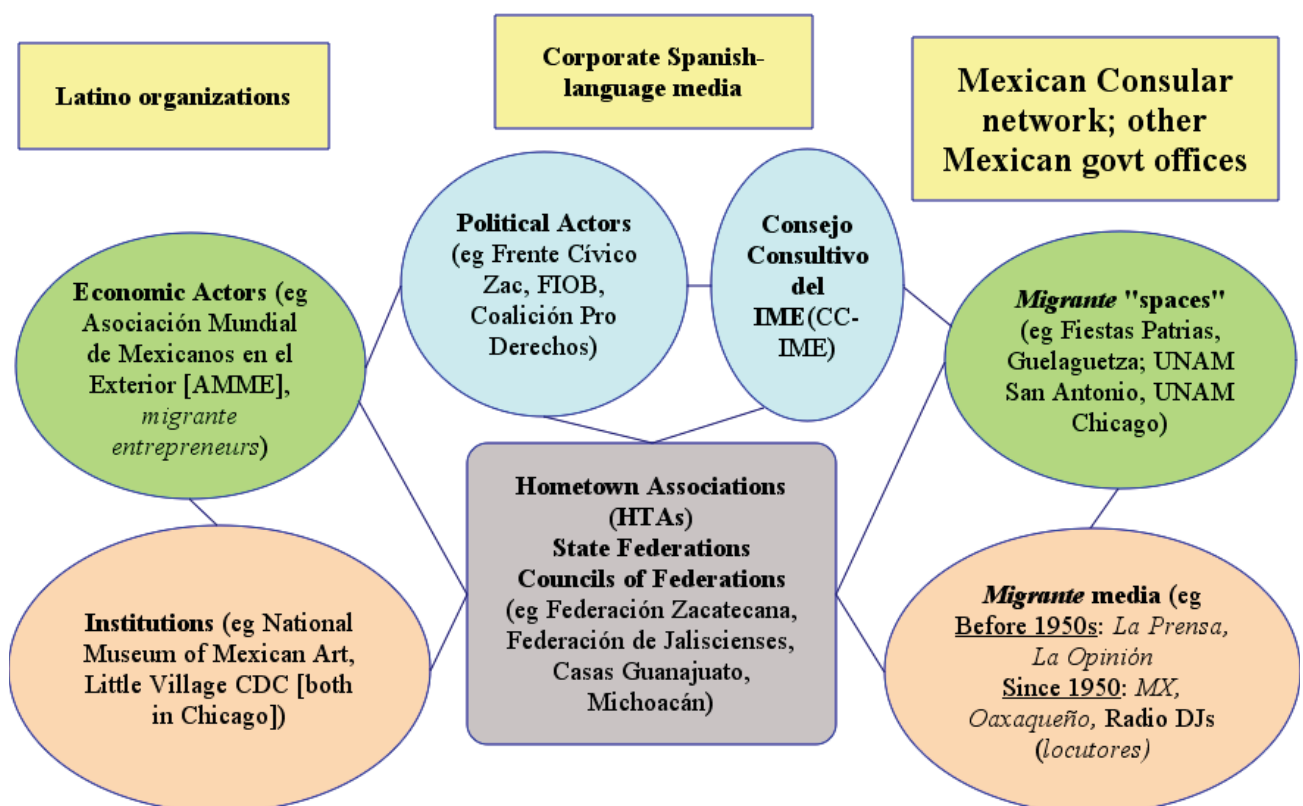 Latino organizations
Corporate Spanish-
language media
Mexican Consular
network; other
Mexican govt offices
Political Actors
(eg Frente Cívico
Zac, FIOB,
Coalición Pro
Derechos)
Consejo
Consultivo
del
IME(CC-
IME)
Economic Actors (eg
Asociación Mundial
de Mexicanos en el
Exterior [AMME],
migrante
entrepreneurs)
Migrante "spaces"
(eg Fiestas Patrias,
Guelaguetza; UNAM
San Antonio, UNAM
Chicago)
Hometown Associations
(HTAs)
State Federations
Councils of Federations
(eg Federación Zacatecana,
Federación de Jaliscienses,
Casas Guanajuato,
Michoacán)
Institutions (eg National
Museum of Mexican Art,
Little Village CDC [both
in Chicago])
Migrante media (eg
Before 1950s: La Prensa,
La Opinión
Since 1950: MX,
Oaxaqueño, Radio DJs
(locutores)